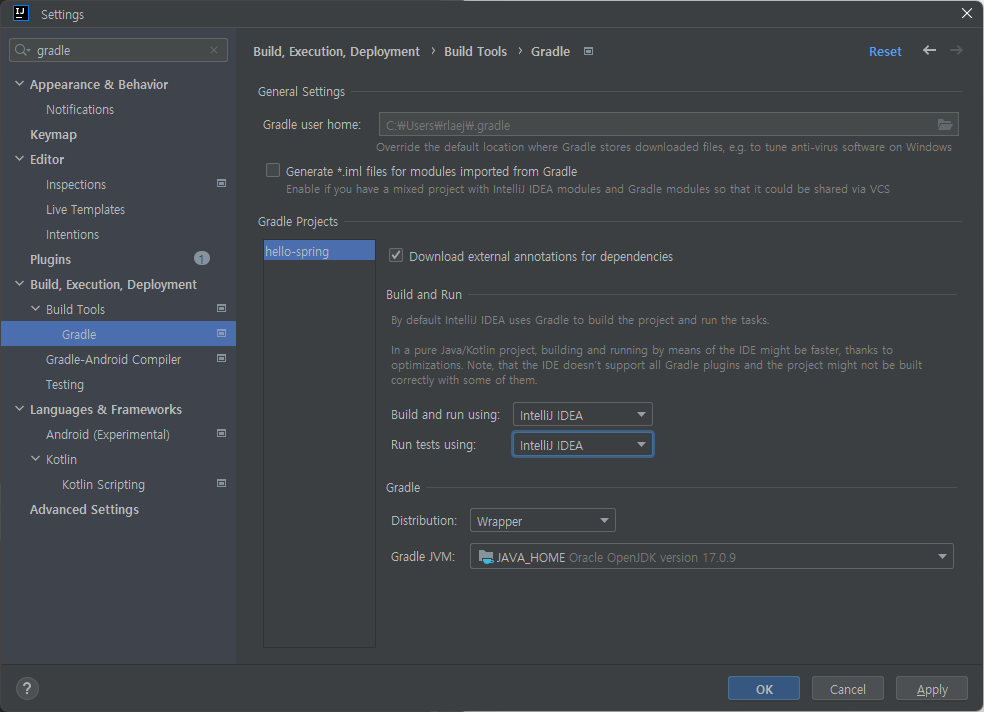 IJ
Settings
gradle
Appearance & Behavior
Notifications
Keymap
Editor
Inspections
Live Templates
Intentions
Plugins 1
Build, Execution, Deployment
Build Tools
Gradle
Gradle-Android Compiler
Testing
Languages & Frameworks
Android (Experimental)
Kotlin
Kotlin Scripting
Advanced Settings
Build, Execution, Deployment › Build Tools › Gradle
Reset
General Settings
Gradle user home: C:₩Users₩rlaej₩.gradle
Override the default location where Gradle stores downloaded files, e.g. to tune anti-virus software on Windows
Generate *.iml files for modules imported from Gradle
Enable if you have a mixed project with IntelliJ IDEA modules and Gradle modules so that it could be shared via VCS
Gradle Projects
hello-spring
Download external annotations for dependencies
Build and Run
By default IntelliJ IDEA uses Gradle to build the project and run the tasks.
In a pure Java/Kotlin project, building and running by means of the IDE might be faster, thanks to
optimizations. Note, that the IDE doesn't support all Gradle plugins and the project might not be built
correctly with some of them.
Build and run using: IntelliJ IDEA
Run tests using: IntelliJ IDEA
Gradle
Distribution: Wrapper
Gradle JVM: JAVA_HOME Oracle OpenJDK version 17.0.9
?
OK
Cancel
Apply